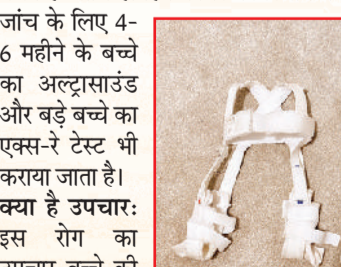 जांच के लिए 4-
6 महीने के बच्चे
का अल्ट्रासाउंड
और बड़े बच्चे का
एक्स-रे टेस्ट भी
कराया जाता है।
क्या है उपचारः
इस रोग का